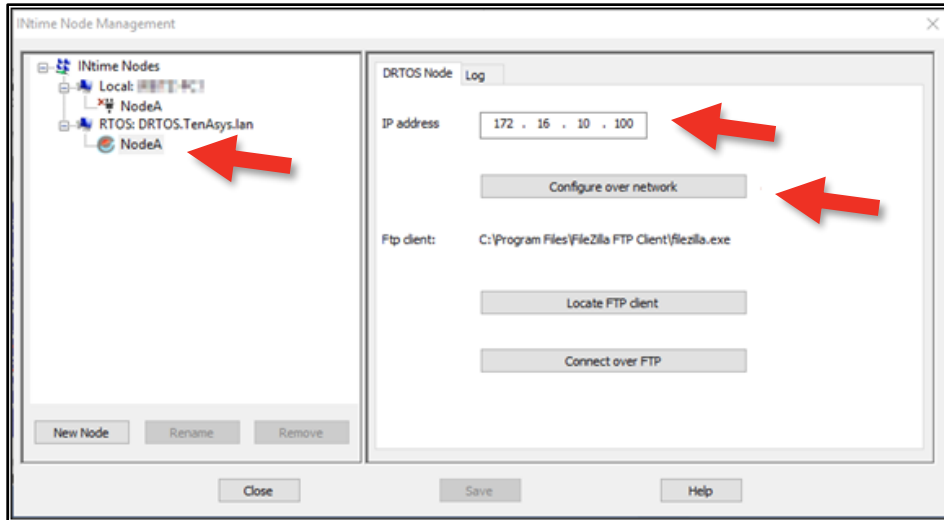 INtime Node Management
INtime Nodes
Local:
NodeA
RTOS: DRTOS.TenAsys.lan
NodeA
New Node Rename Remove
DRTOS Node Log
IP address 172 . 16 . 10 . 100
Configure over network
Ftp client: C:\Program Files\FileZilla FTP Client\filezilla.exe
Locate FTP client
Connect over FTP
Close Save Help